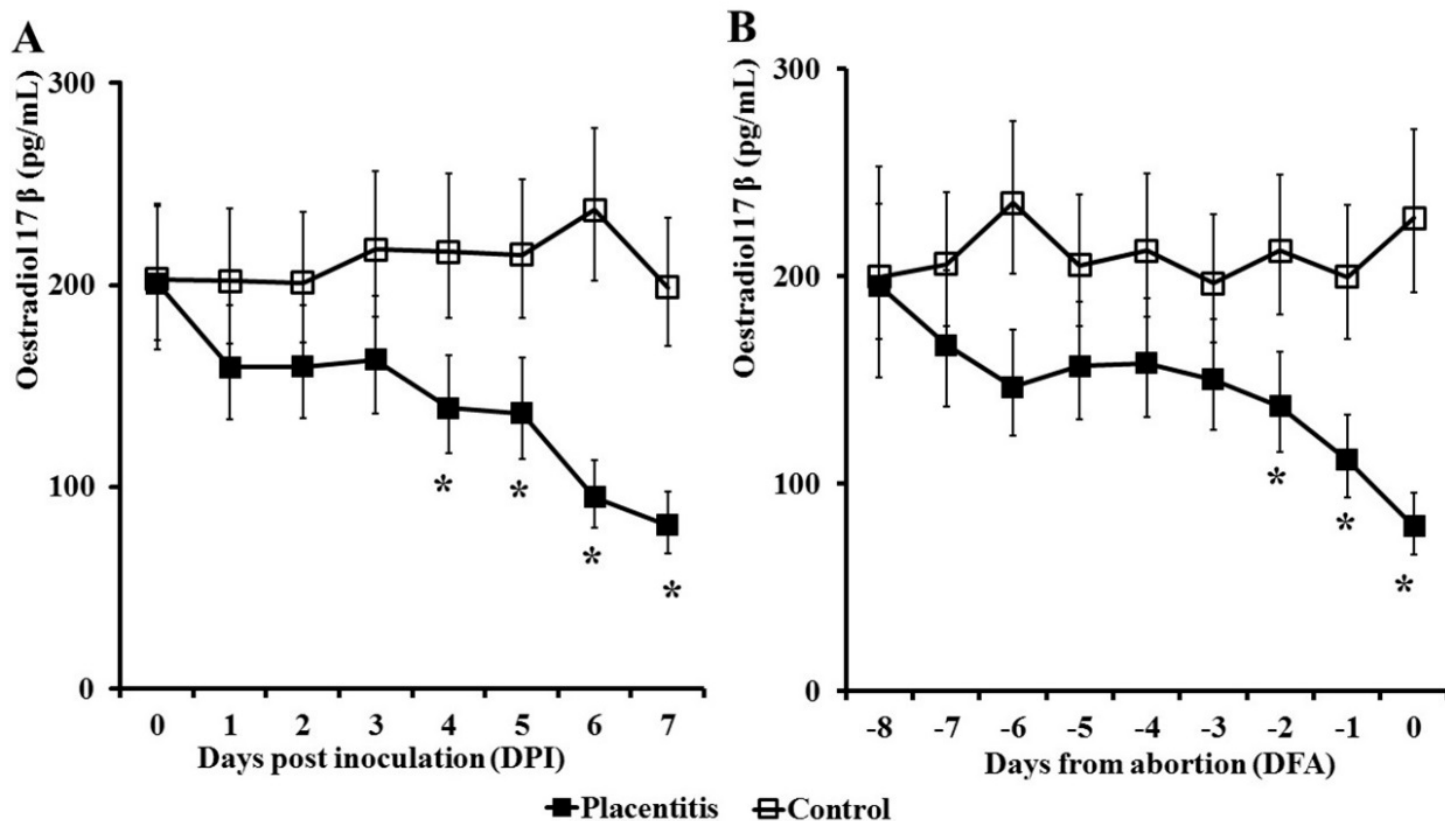 A
Oestradiol 17 β (pg/mL)
300
200
100
0
* * * *
0 1 2 3 4 5 6 7
Days post inoculation (DPI)
B
Oestradiol 17 β (pg/mL)
300
200
100
0
* * *
-8 -7 -6 -5 -4 -3 -2 -1 0
Days from abortion (DFA)
Placentitis Control